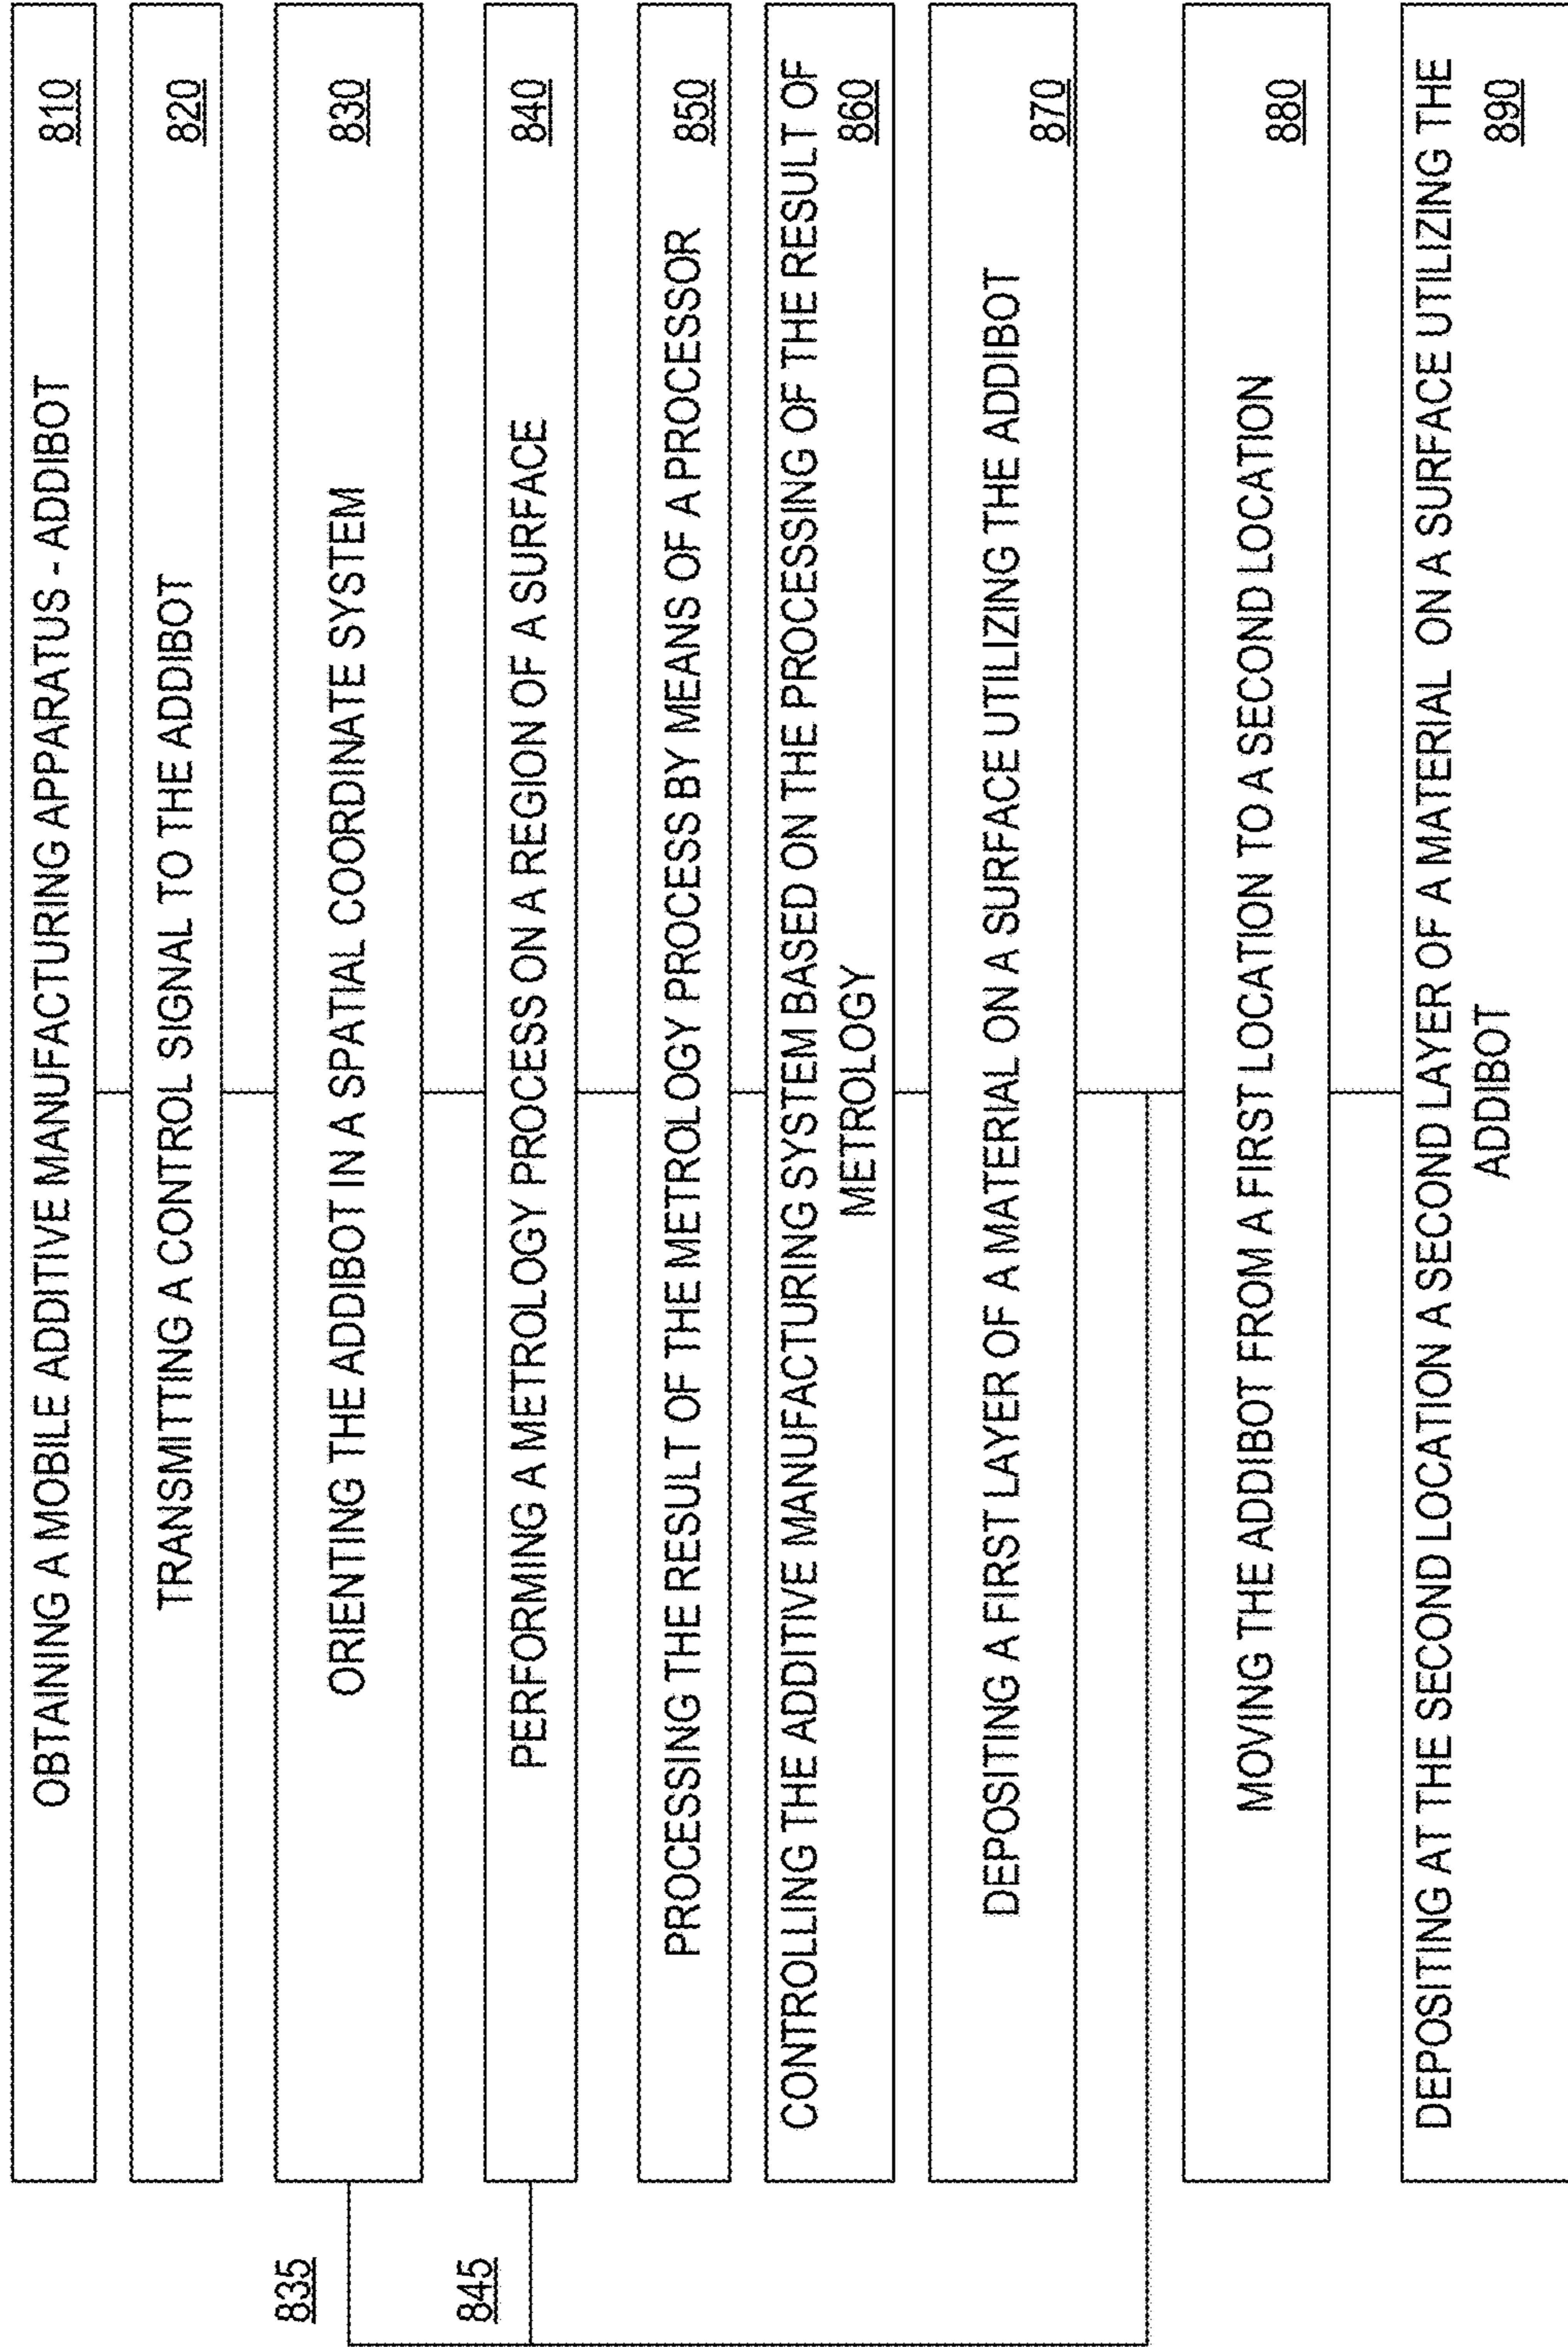 OBTAINING A MOBILE ADDITIVE MANUFACTURING APPARATUS - ADDIBOT
810
TRANSMITTING A CONTROL SIGNAL TO THE ADDIBOT
820
ORIENTING THE ADDIBOT IN A SPATIAL COORDINATE SYSTEM
830
835
PERFORMING A METROLOGY PROCESS ON A REGION OF A SURFACE
840
845
PROCESSING THE RESULT OF THE METROLOGY PROCESS BY MEANS OF A PROCESSOR
850
CONTROLLING THE ADDITIVE MANUFACTURING SYSTEM BASED ON THE PROCESSING OF THE RESULT OF
METROLOGY
860
DEPOSITING A FIRST LAYER OF A MATERIAL ON A SURFACE UTILIZING THE ADDIBOT
870
MOVING THE ADDIBOT FROM A FIRST LOCATION TO A SECOND LOCATION
880
DEPOSITING AT THE SECOND LOCATION A SECOND LAYER OF A MATERIAL ON A SURFACE UTILIZING THE
ADDIBOT
890